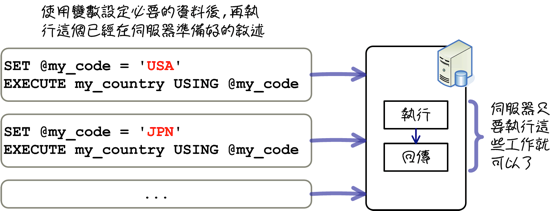 使用變數設定必要的資料後,再執
行這個已經在伺服器準備好的敘述
SET @my_code = 'USA'
EXECUTE my_country USING @my_code
SET @my_code = 'JPN'
EXECUTE my_country USING @my_code
...
執行
回傳
伺服器只
要執行這
些工作就
可以了